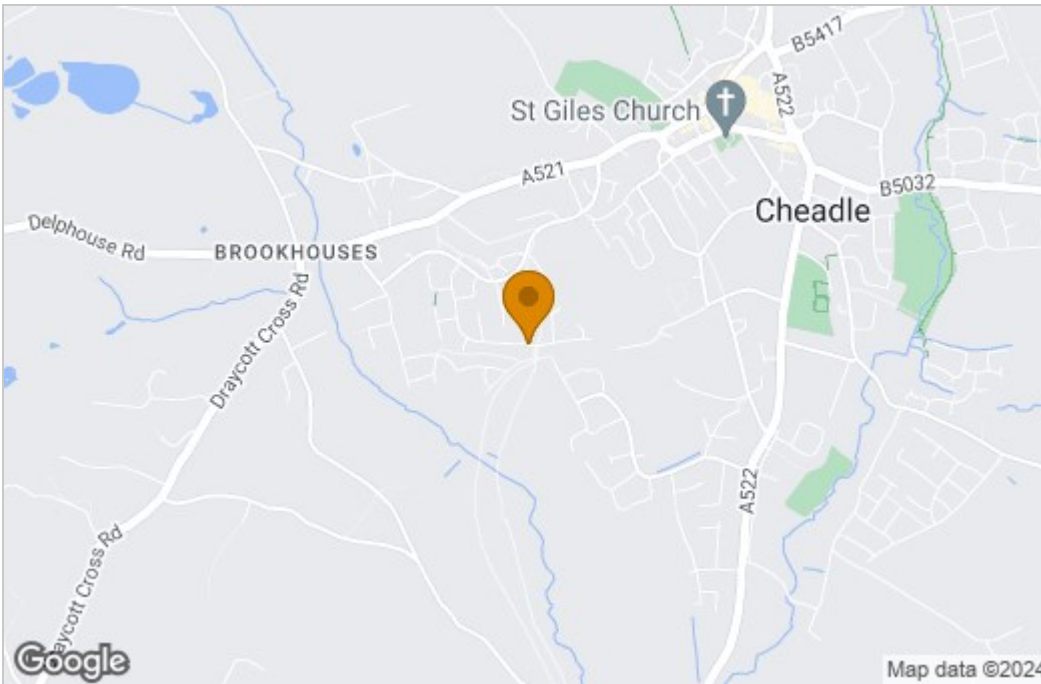 B5417
A522
St Giles Church
A521
B5032
Cheadle
Delphouse Rd
BROOKHOUSES
Draycott Cross Rd
A522
Draycott Cross Rd
Google
Map data ©2024